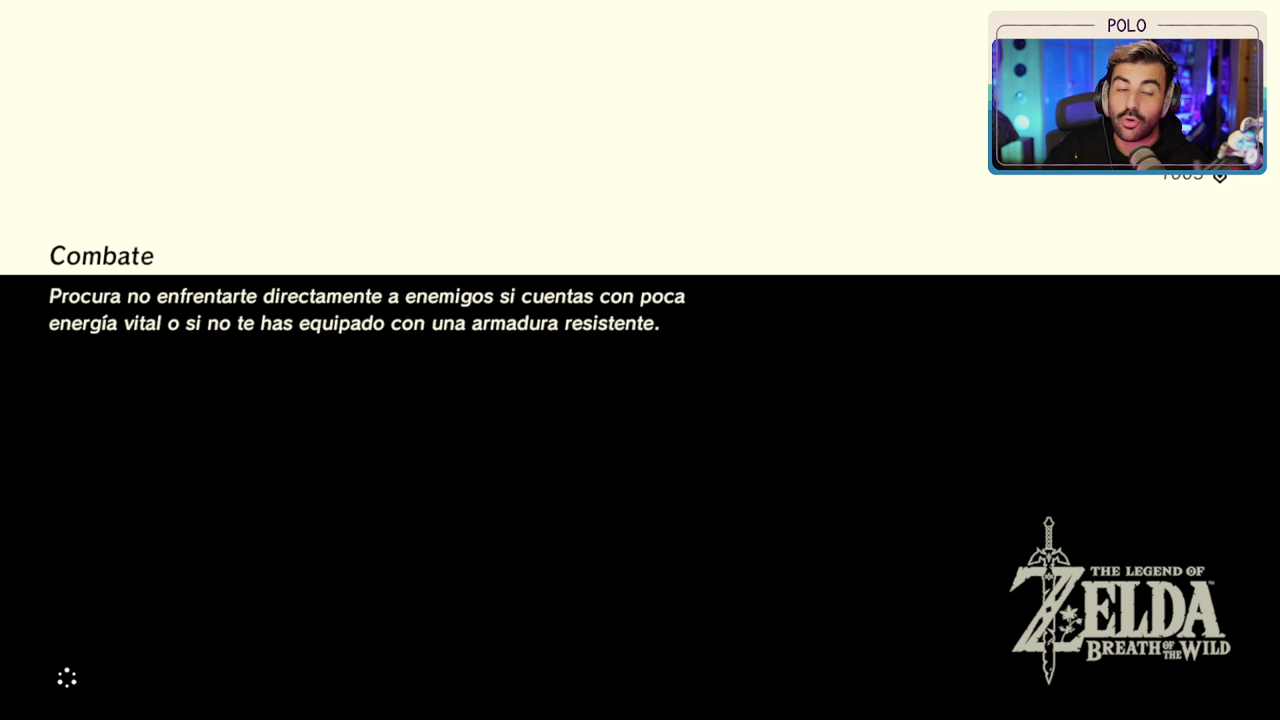 POLO
Combate
Procura no enfrentarte directamente a enemigos si cuentas con poca
energía vital o si no te has equipado con una armadura resistente.
THE LEGEND OF
ZELDA
BREATH OF THE WILD